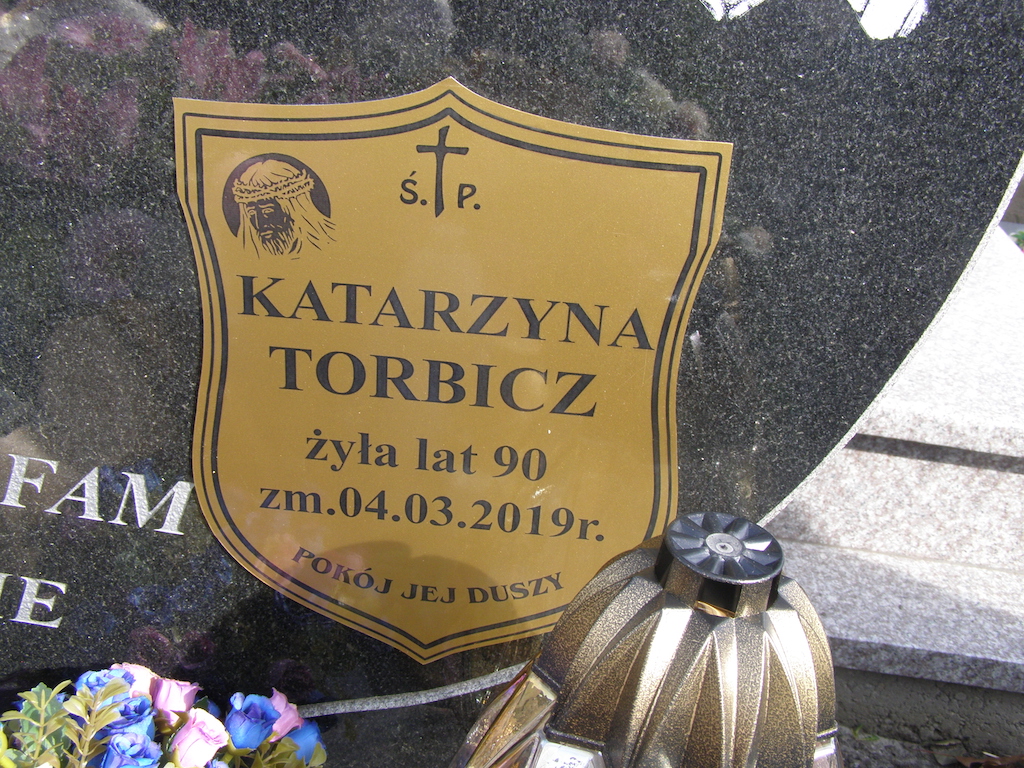 Ś. P.
KATARZYNA
TORBICZ
żyła lat 90
zm.04.03.2019r.
POKÓJ JEJ DUSZY
FAM
IE